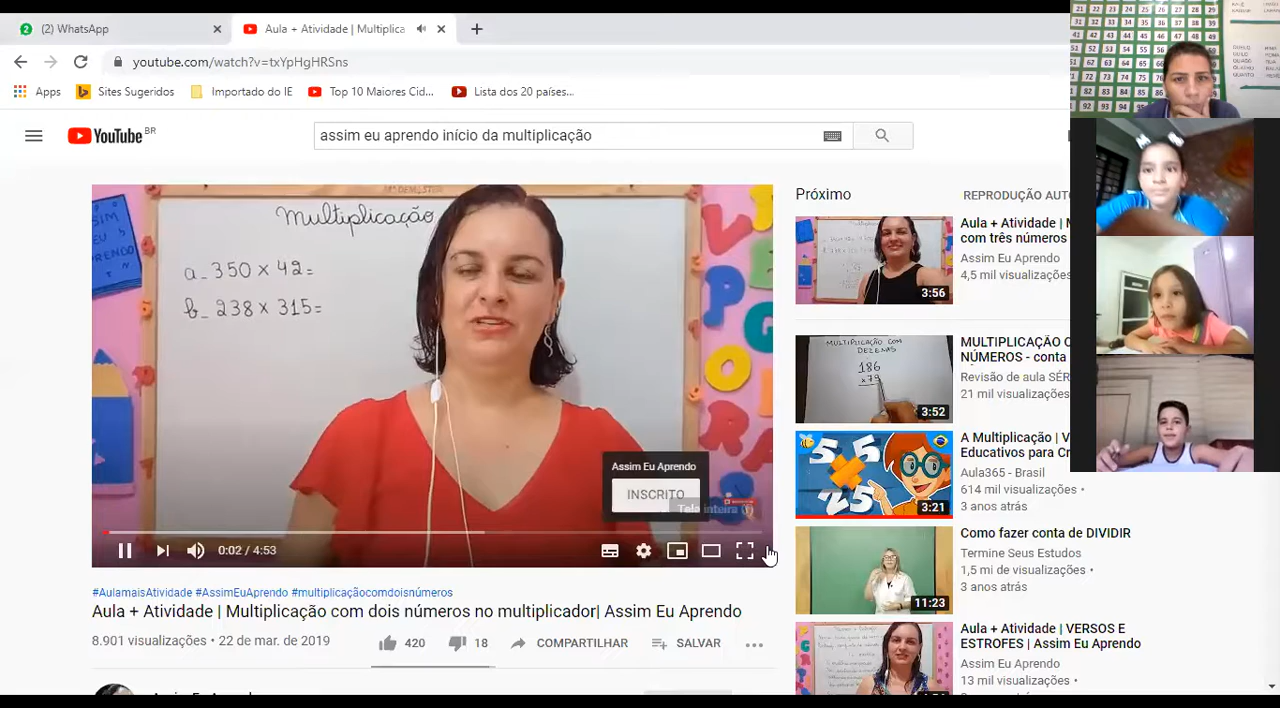 (2) WhatsApp
Aula + Atividade | Multiplica
youtube.com/watch?v=txYpHgHRSns
Apps
Sites Sugeridos
Importado do IE
Top 10 Maiores Cid...
Lista dos 20 países...
YouTube BR
assim eu aprendo início da multiplicação
Multiplicação
a_ 350 x 42=
b_ 238 x 315=
Assim Eu Aprendo
INSCRITO
Tela inteira
0:02 / 4:53
#AulamaisAtividade #AssimEuAprendo #multiplicaçãocomdoisnúmeros
Aula + Atividade | Multiplicação com dois números no multiplicador| Assim Eu Aprendo
8.901 visualizações • 22 de mar. de 2019
420
18
COMPARTILHAR
SALVAR
Próximo
REPRODUÇÃO AUTO
3:56
Aula + Atividade |
com três números
Assim Eu Aprendo
4,5 mil visualizações
MULTIPLICAÇÃO COM
DEZENAS
186
3:52
MULTIPLICAÇÃO
NÚMEROS - conta
Revisão de aula SÉR
21 mil visualizações
3:21
A Multiplicação |
Educativos para Cr
Aula365 - Brasil
614 mil visualizações •
3 anos atrás
11:23
Como fazer conta de DIVIDIR
Termine Seus Estudos
1,5 mi de visualizações •
3 anos atrás
Aula + Atividade | VERSOS E
ESTROFES | Assim Eu Aprendo
Assim Eu Aprendo
13 mil visualizações •